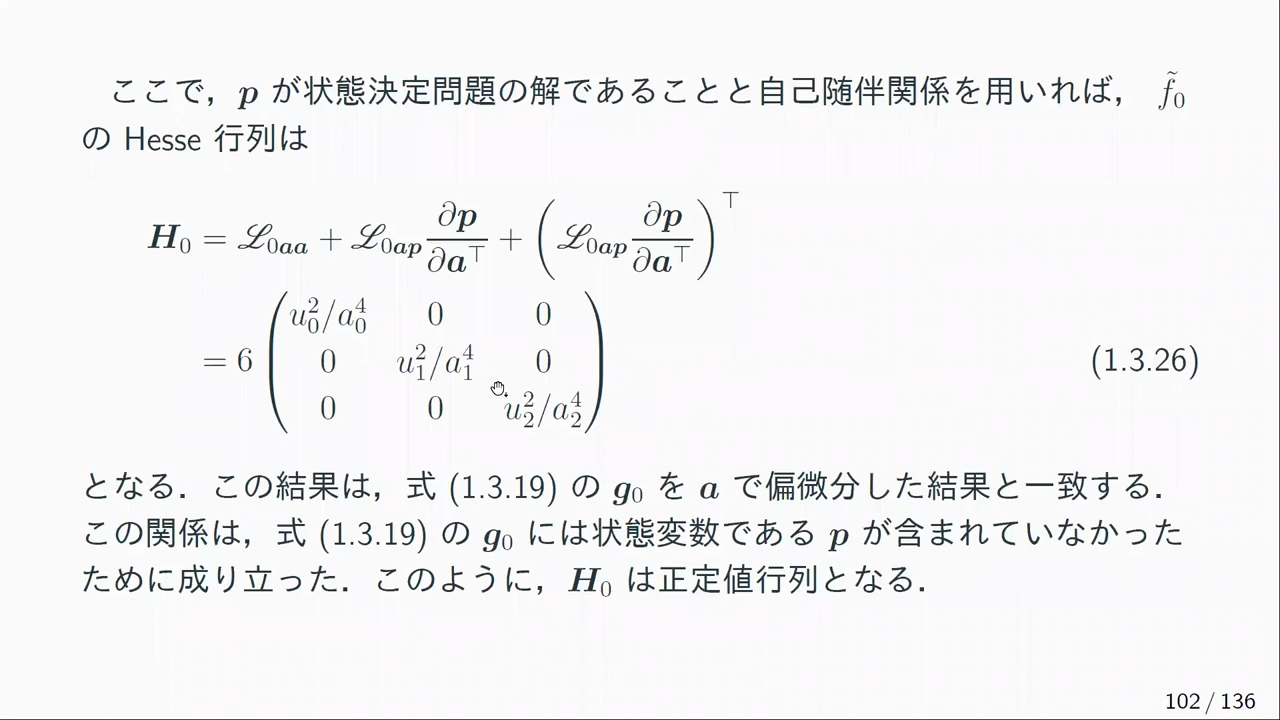 ここで，p が状態決定問題の解であることと自己随伴関係を用いれば， f̃₀
の Hesse 行列は
H₀ = ℒ₀ₐₐ + ℒ₀ₐₚ ∂p/∂a^⊤ + (ℒ₀ₐₚ ∂p/∂a^⊤)^⊤
= 6 ( u₀²/a₀⁴ 0 0
0 u₁²/a₁⁴ 0 (1.3.26)
0 0 u₂²/a₂⁴ )
となる．この結果は，式 (1.3.19) の g₀ を a で偏微分した結果と一致する．
この関係は，式 (1.3.19) の g₀ には状態変数である p が含まれていなかった
ために成り立った．このように，H₀ は正定値行列となる．
102 / 136